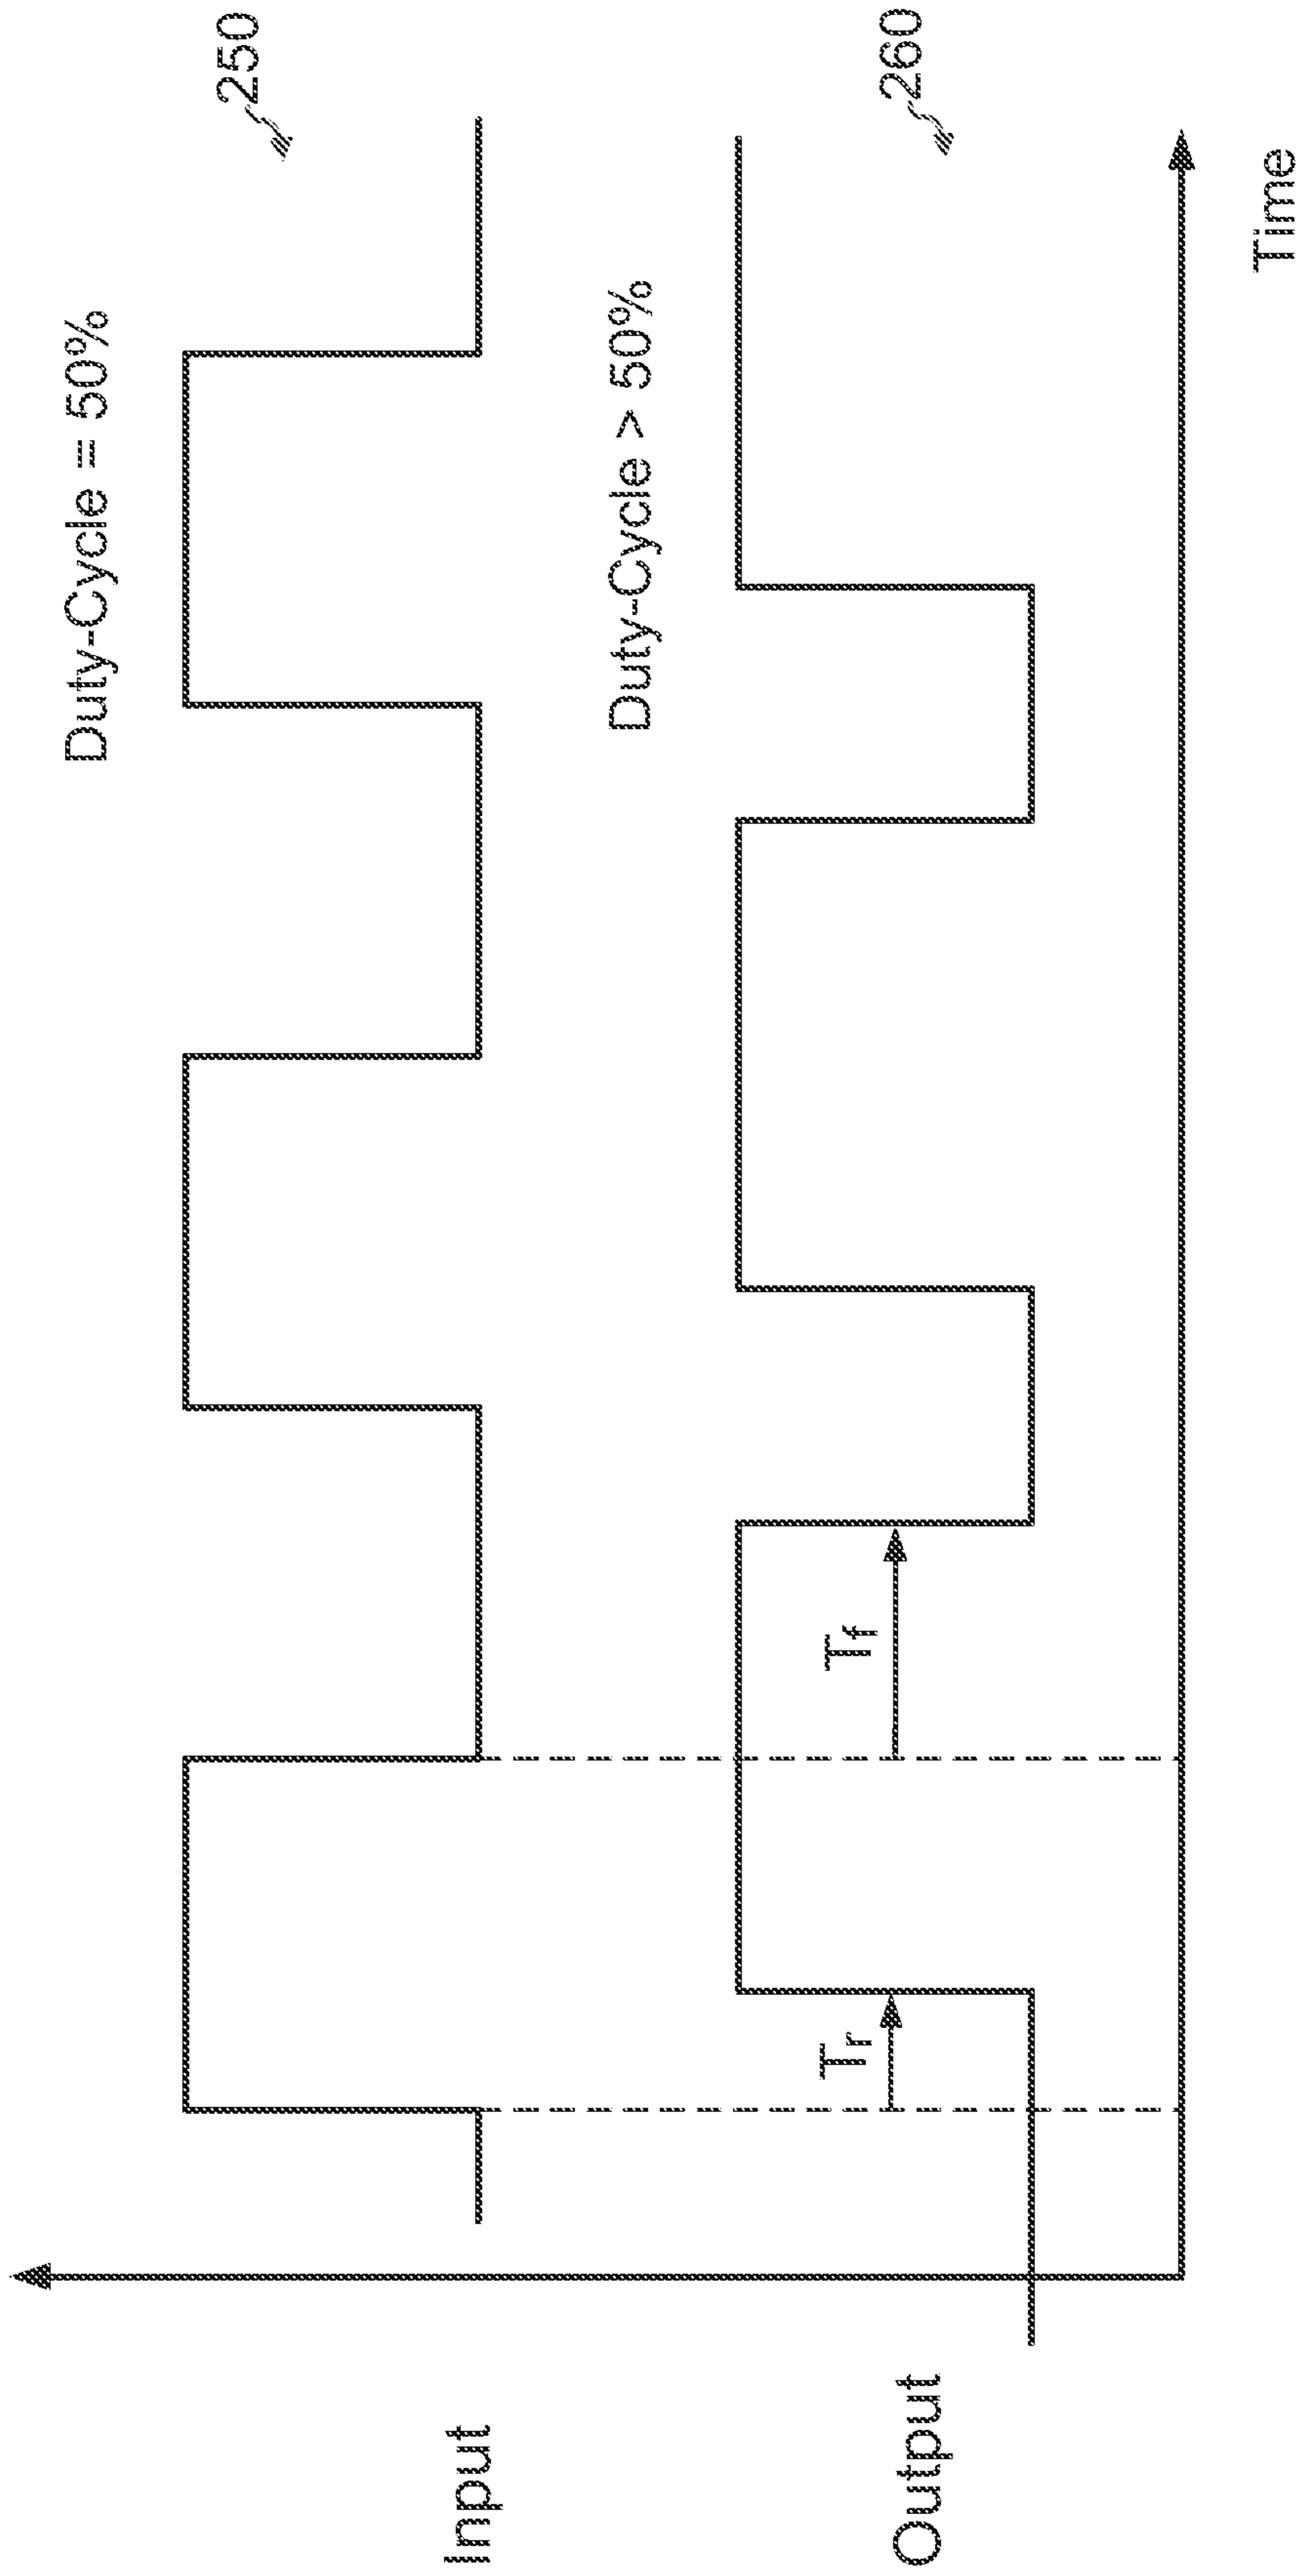 Duty-Cycle = 50%
250
Input
Duty-Cycle > 50%
260
Output
Tr
Tf
Time